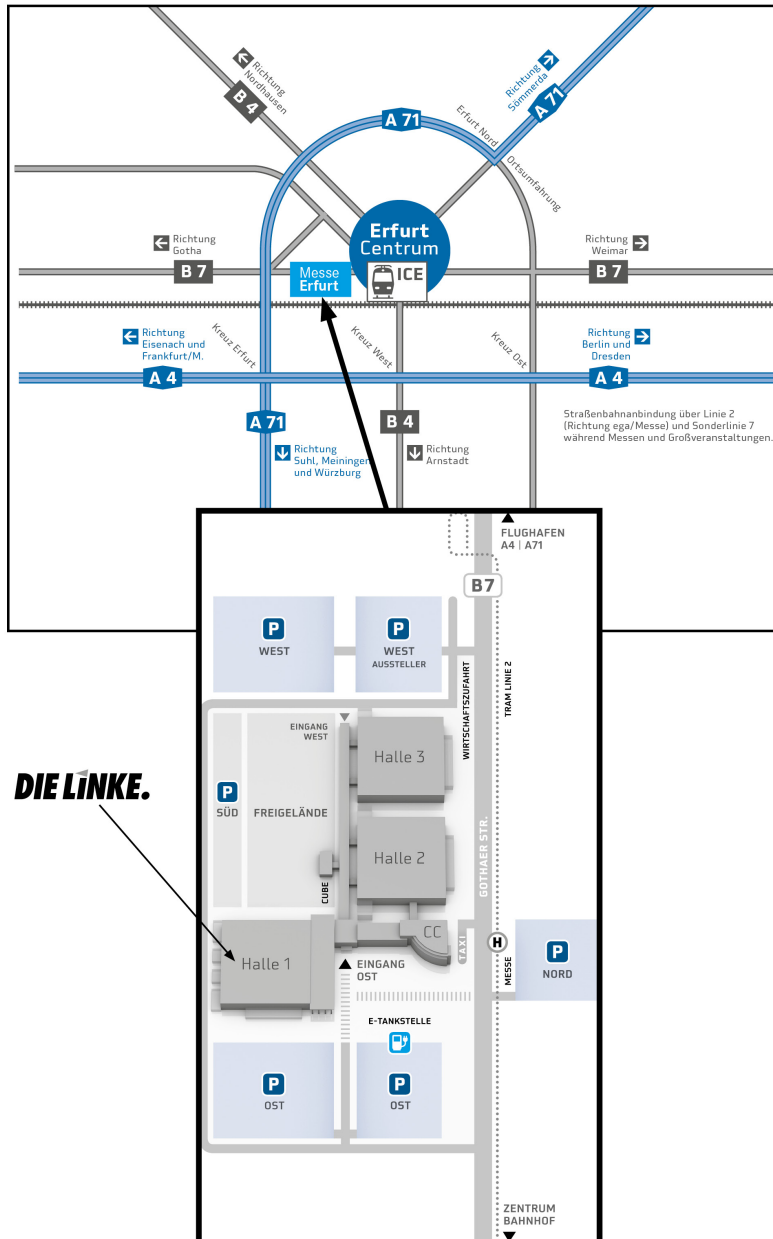 Richtung
Nordhausen
B 4
A 71
Richtung
Sömmerda
A 71
Erfurt Nord
Ortsumfahrung
Erfurt
Centrum
ICE
Messe
Erfurt
Richtung
Gotha
B 7
Richtung
Weimar
B 7
Richtung
Eisenach und
Frankfurt/M.
A 4
Kreuz Erfurt
Kreuz West
Kreuz Ost
Richtung
Berlin und
Dresden
A 4
A 71
Richtung
Suhl, Meiningen
und Würzburg
B 4
Richtung
Arnstadt
Straßenbahnanbindung über Linie 2
(Richtung ega/Messe) und Sonderlinie 7
während Messen und Großveranstaltungen.
FLUGHAFEN
A4 | A71
B7
P
WEST
P
WEST
AUSSTELLER
WIRTSCHAFTSZUFAHRT
TRAM LINIE 2
EINGANG
WEST
Halle 3
P
SÜD
FREIGELÄNDE
Halle 2
CUBE
GOTHAER STR.
DIE LINKE.
Halle 1
CC
TAXI
H
MESSE
P
NORD
EINGANG
OST
E-TANKSTELLE
P
OST
P
OST
ZENTRUM
BAHNHOF